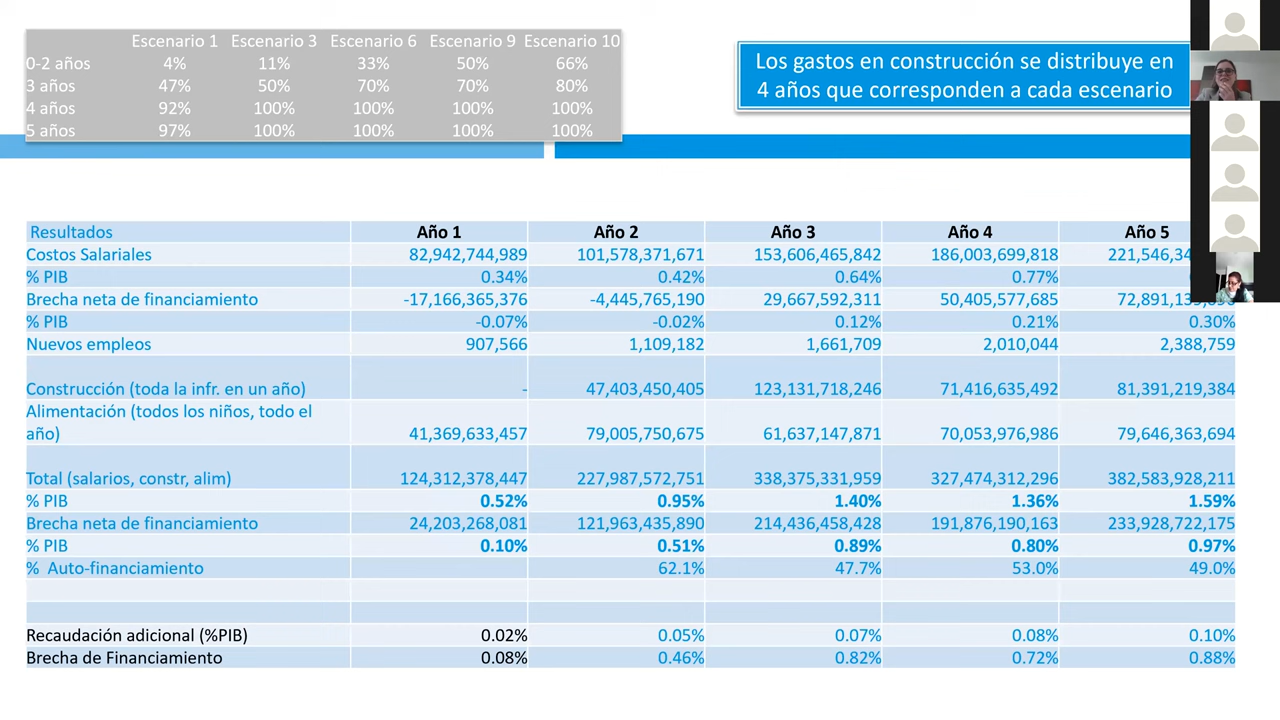 Escenario 1 Escenario 3 Escenario 6 Escenario 9 Escenario 10
0-2 años 4% 11% 33% 50% 66%
3 años 47% 50% 70% 70% 80%
4 años 92% 100% 100% 100% 100%
5 años 97% 100% 100% 100% 100%
Los gastos en construcción se distribuye en
4 años que corresponden a cada escenario
Resultados Año 1 Año 2 Año 3 Año 4 Año 5
Costos Salariales 82,942,744,989 101,578,371,671 153,606,465,842 186,003,699,818
% PIB 0.34% 0.42% 0.64% 0.77%
Brecha neta de financiamiento -17,166,365,376 -4,445,765,190 29,667,592,311 50,405,577,685
% PIB -0.07% -0.02% 0.12% 0.21% 0.30%
Nuevos empleos 907,566 1,109,182 1,661,709 2,010,044 2,388,759
Construcción (toda la infr. en un año) - 47,403,450,405 123,131,718,246 71,416,635,492 81,391,219,384
Alimentación (todos los niños, todo el
año) 41,369,633,457 79,005,750,675 61,637,147,871 70,053,976,986 79,646,363,694
Total (salarios, constr, alim) 124,312,378,447 227,987,572,751 338,375,331,959 327,474,312,296 382,583,928,211
% PIB 0.52% 0.95% 1.40% 1.36% 1.59%
Brecha neta de financiamiento 24,203,268,081 121,963,435,890 214,436,458,428 191,876,190,163 233,928,722,175
% PIB 0.10% 0.51% 0.89% 0.80% 0.97%
% Auto-financiamiento 62.1% 47.7% 53.0% 49.0%
Recaudación adicional (%PIB) 0.02% 0.05% 0.07% 0.08% 0.10%
Brecha de Financiamiento 0.08% 0.46% 0.82% 0.72% 0.88%